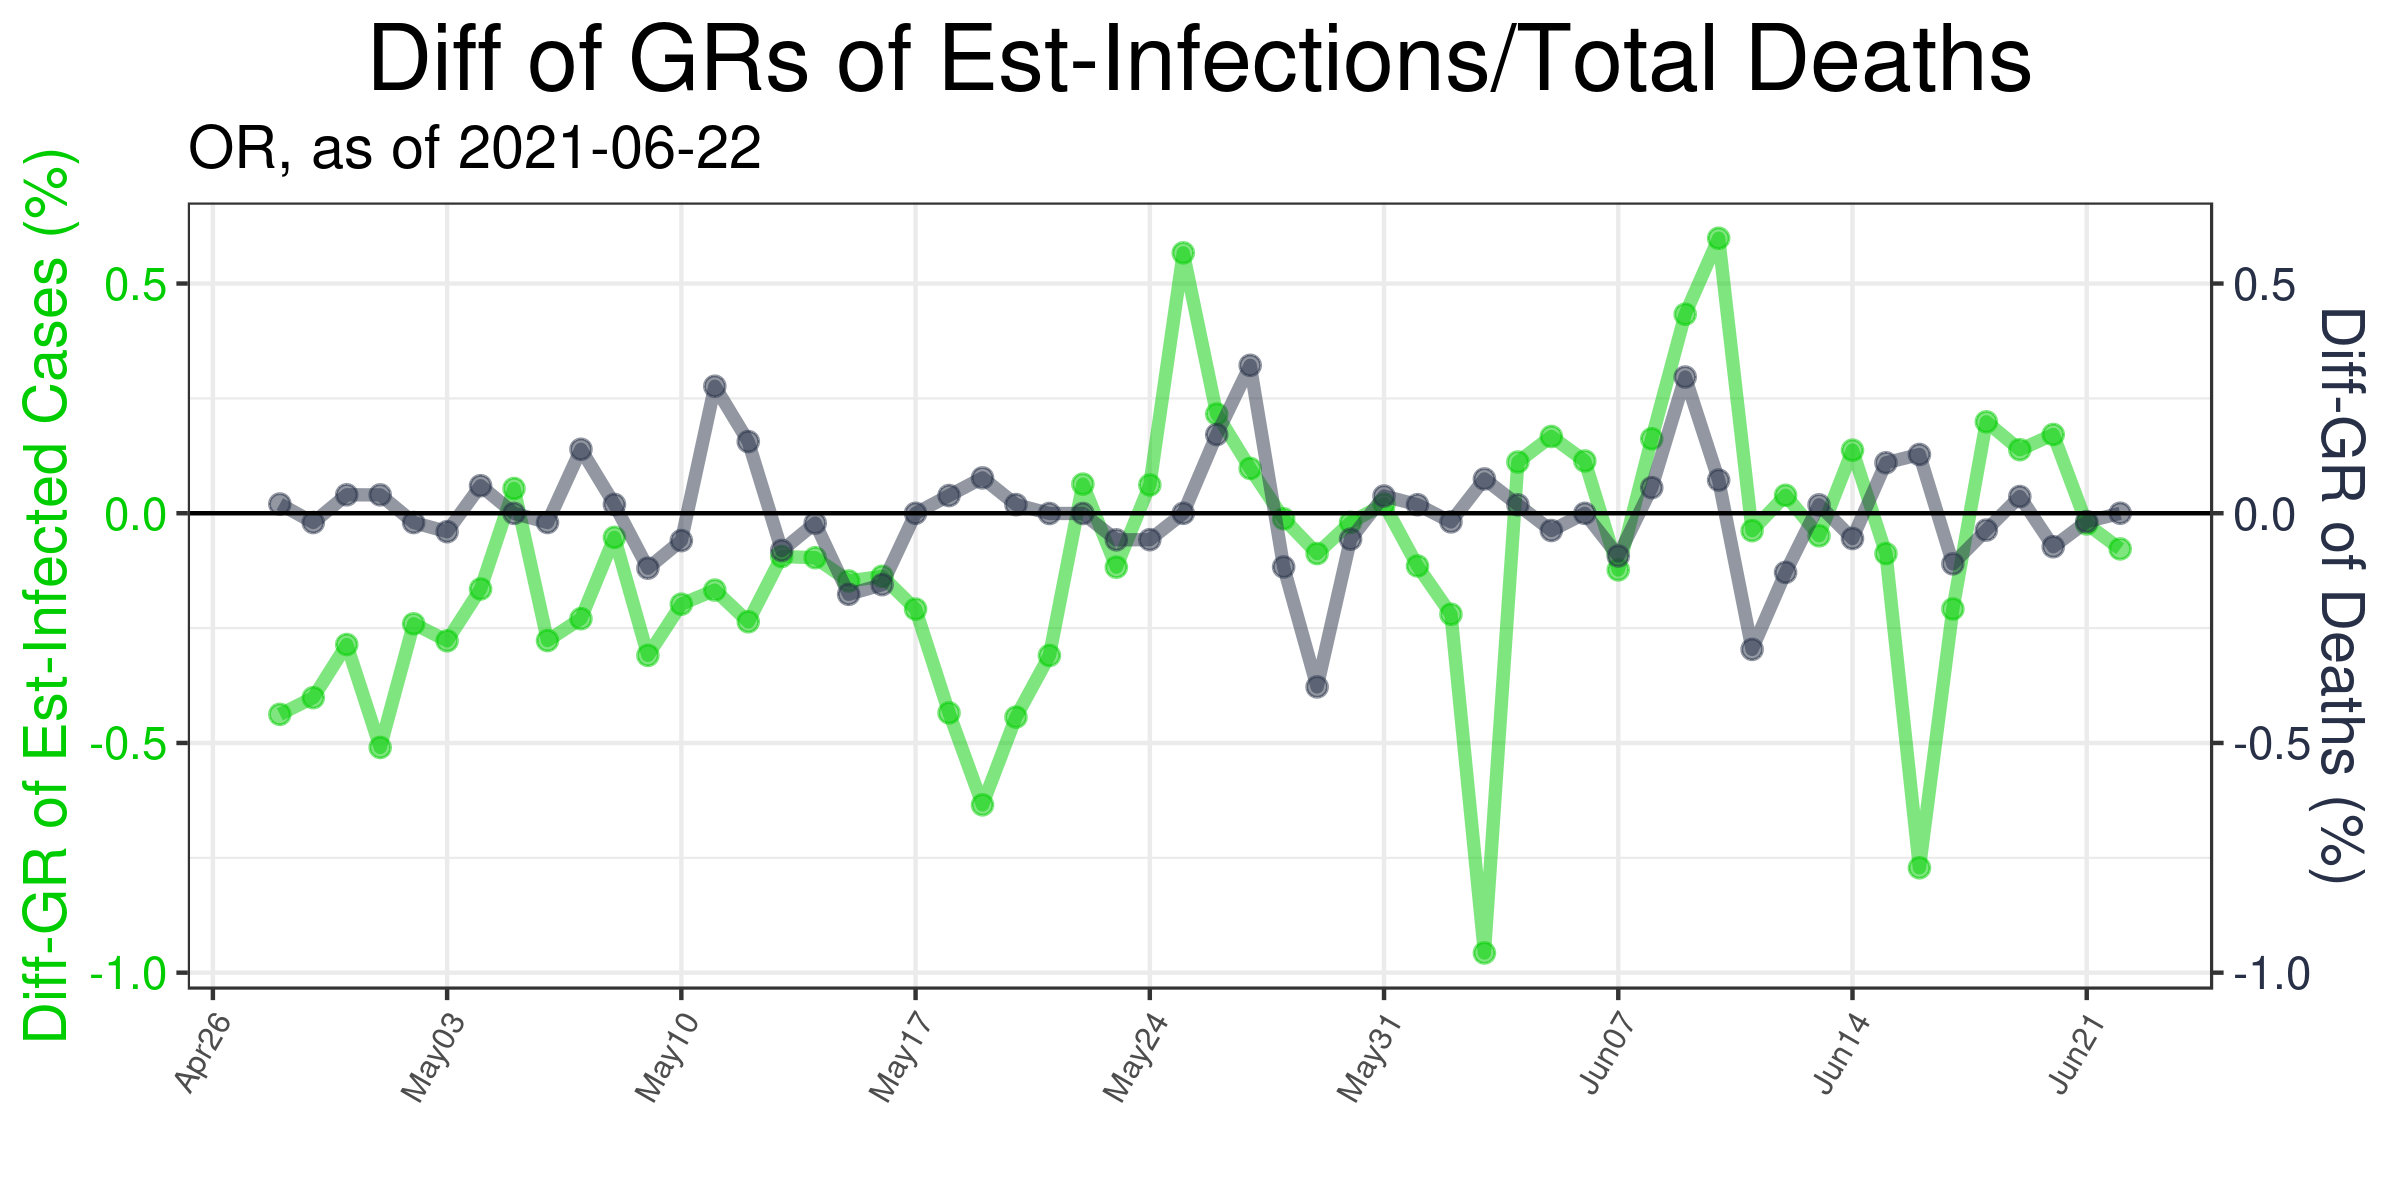 Diff of GRs of Est-Infections/Total Deaths
OR, as of 2021-06-22
Diff-GR of Est-Infected Cases (%)
0.5
0.0
-0.5
-1.0
0.5
0.0
-0.5
-1.0
Diff-GR of Deaths (%)
Apr26
May03
May10
May17
May24
May31
Jun07
Jun14
Jun21